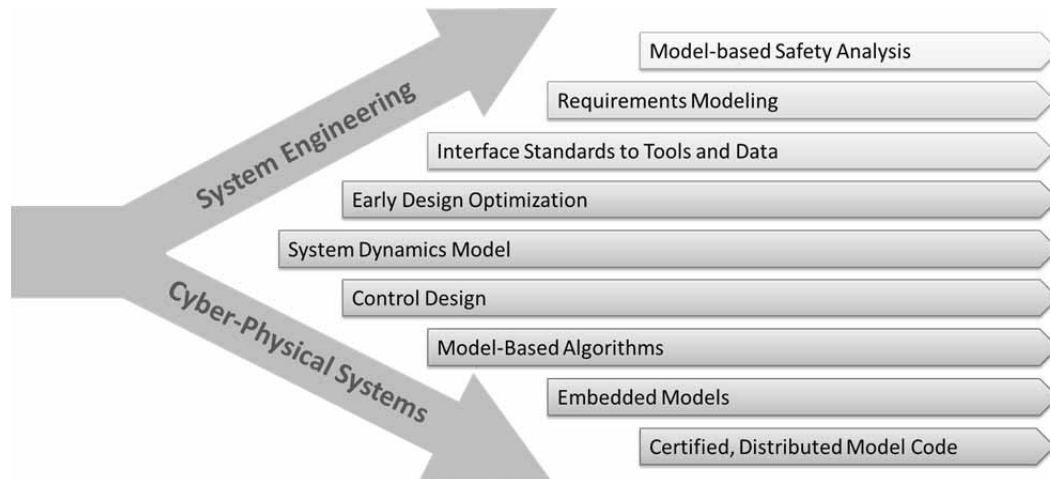 System Engineering
Model-based Safety Analysis
Requirements Modeling
Interface Standards to Tools and Data
Early Design Optimization
System Dynamics Model
Control Design
Model-Based Algorithms
Embedded Models
Certified, Distributed Model Code
Cyber-Physical Systems